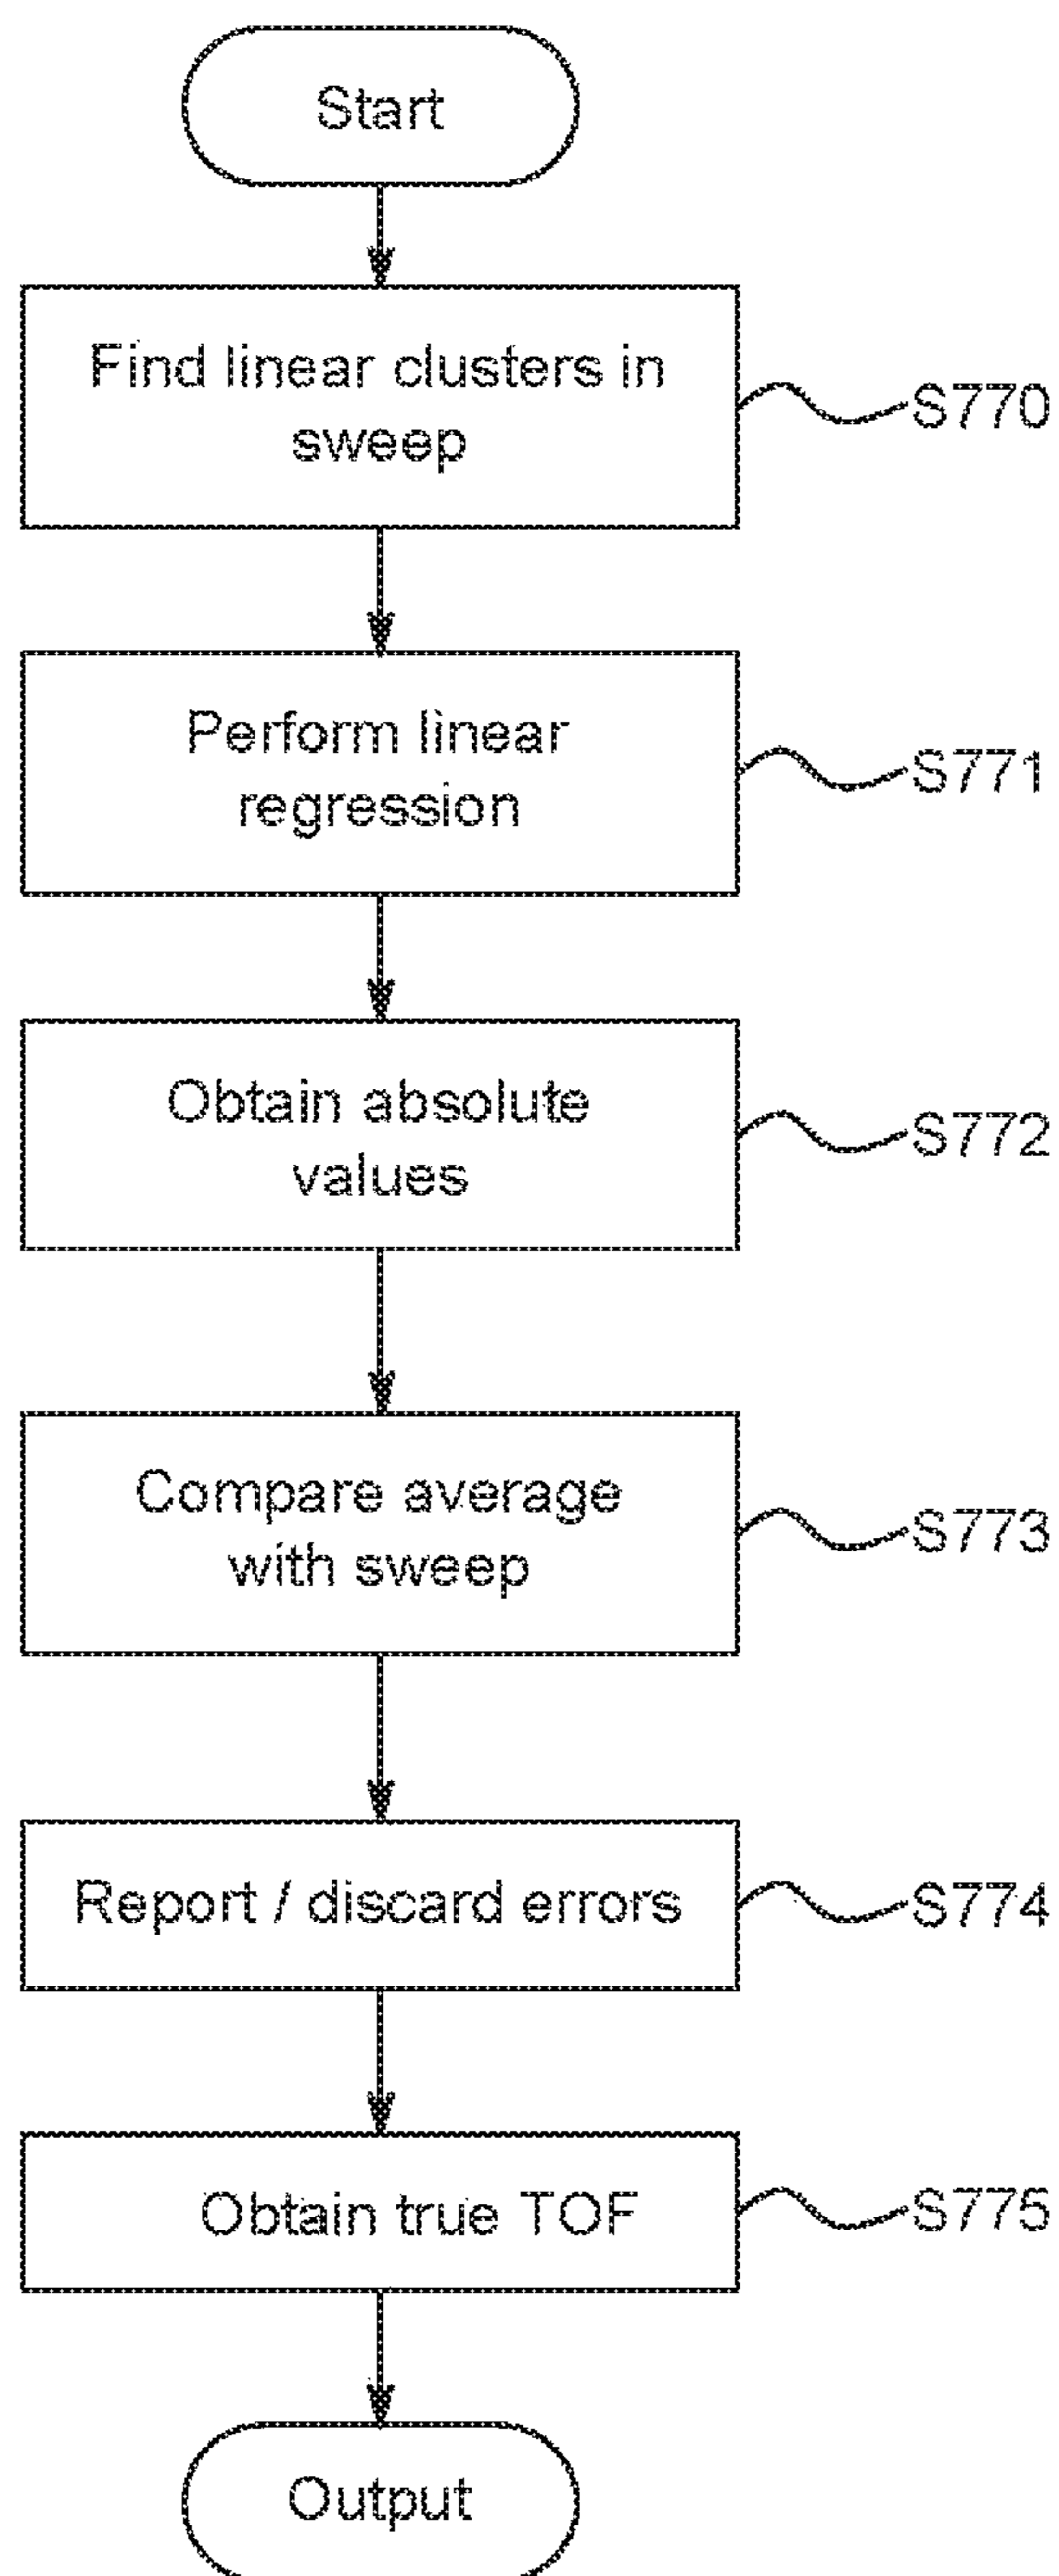 Start
Find linear clusters in
sweep
S770
Perform linear
regression
S771
Obtain absolute
values
S772
Compare average
with sweep
S773
Report / discard errors
S774
Obtain true TOF
S775
Output